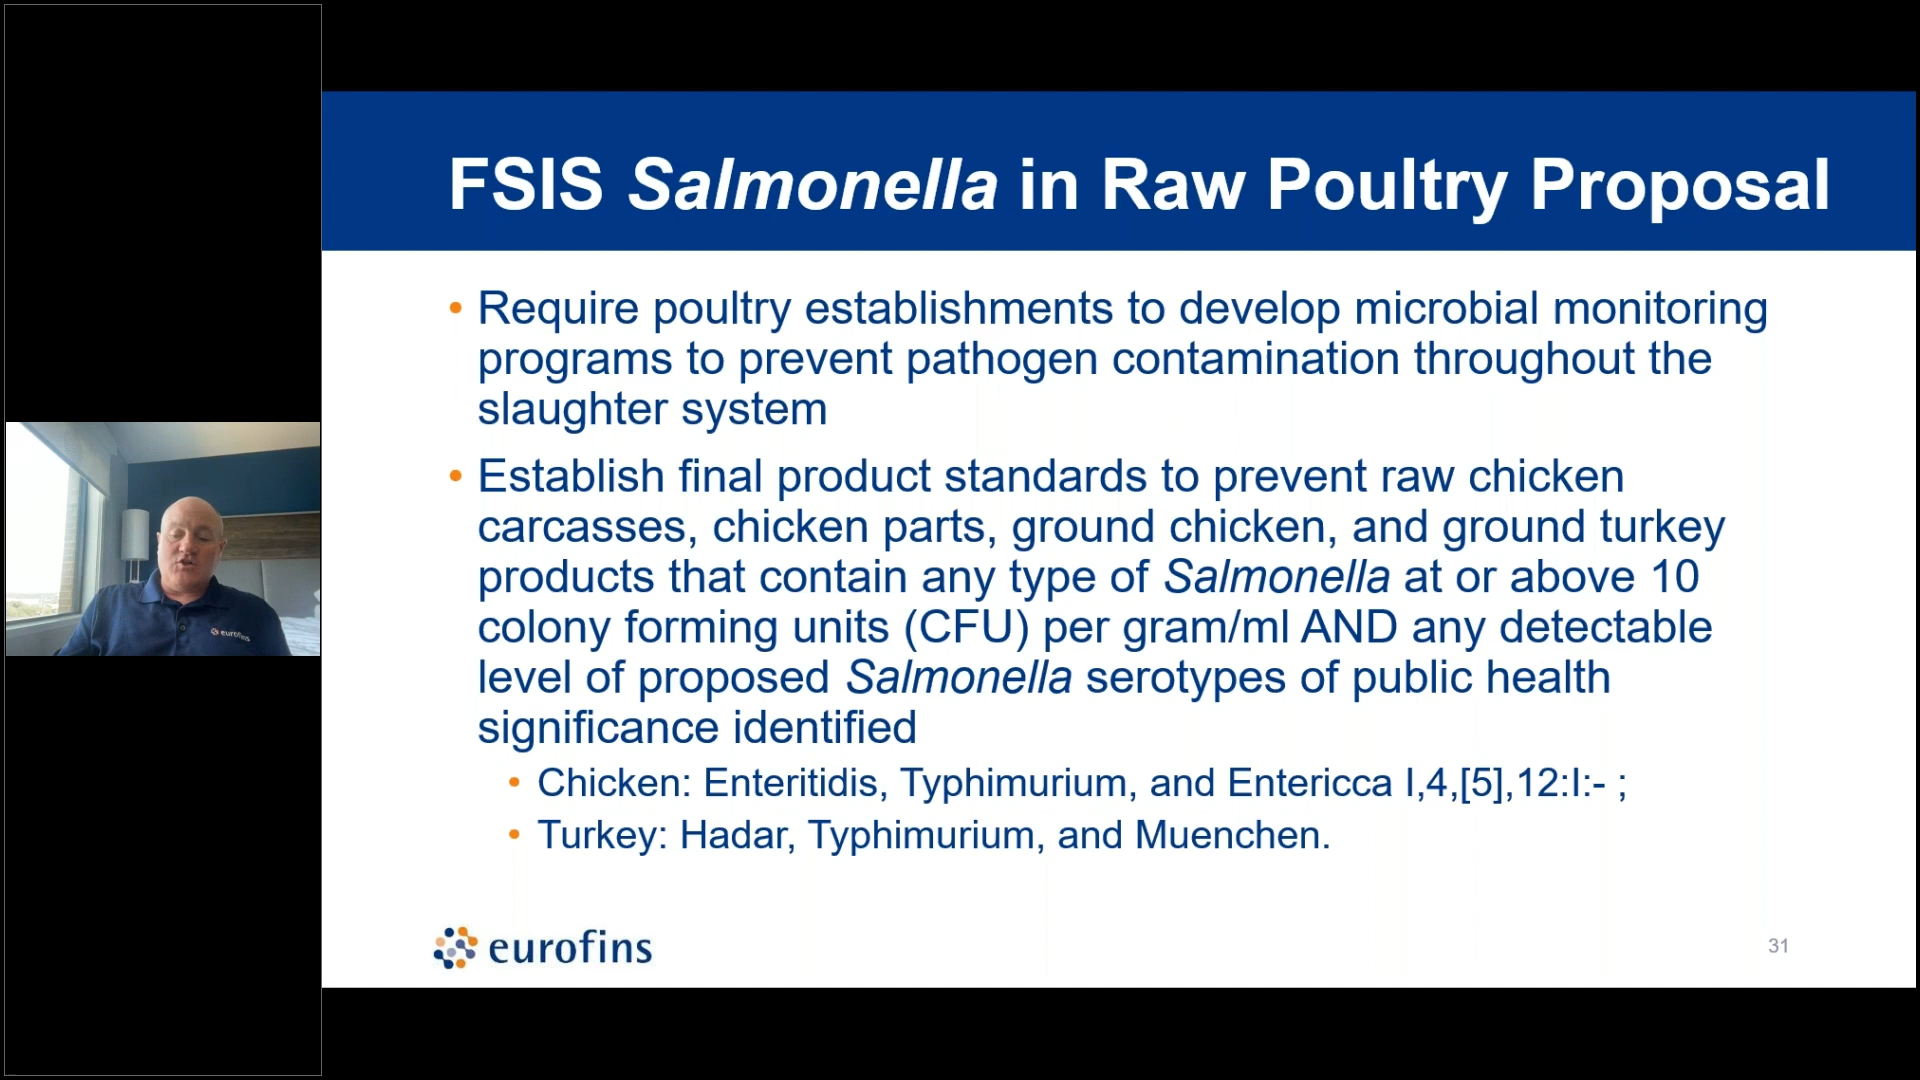 FSIS Salmonella in Raw Poultry Proposal
• Require poultry establishments to develop microbial monitoring
programs to prevent pathogen contamination throughout the
slaughter system
• Establish final product standards to prevent raw chicken
carcasses, chicken parts, ground chicken, and ground turkey
products that contain any type of Salmonella at or above 10
colony forming units (CFU) per gram/ml AND any detectable
level of proposed Salmonella serotypes of public health
significance identified
• Chicken: Enteritidis, Typhimurium, and Entericca I,4,[5],12:I:- ;
• Turkey: Hadar, Typhimurium, and Muenchen.
eurofins
31
eurofins